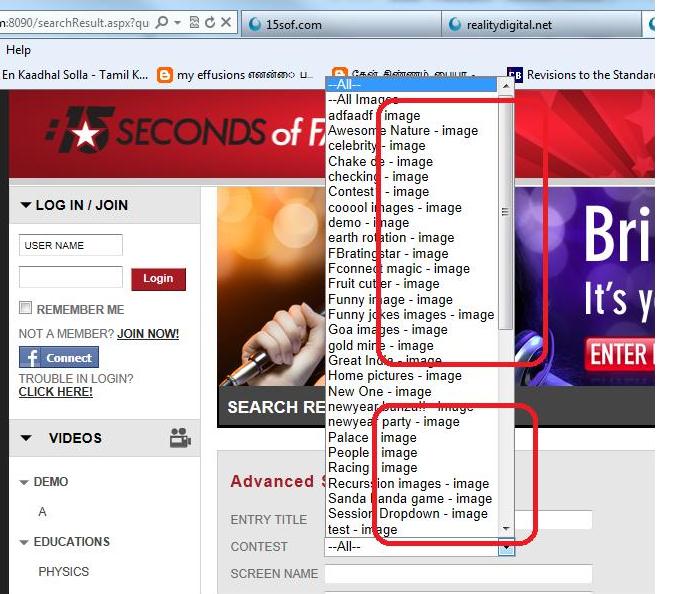 m:8090/searchResult.aspx?qu
15sof.com
realitydigital.net
Help
En Kaadhal Solla - Tamil K...
my effusions
Revisions to the Standar
:15 SECONDS of F
LOG IN / JOIN
USER NAME
Login
REMEMBER ME
NOT A MEMBER? JOIN NOW!
f Connect
TROUBLE IN LOGIN?
CLICK HERE!
VIDEOS
DEMO
A
EDUCATIONS
PHYSICS
--All--
--All Images
adfaadf - image
Awesome Nature - image
celebrity - image
Chake de - image
checking - image
Contest - image
cooool images - image
demo - image
earth rotation - image
FBratingstar - image
Fconnect magic - image
Fruit cutter - image
Funny image - image
Funny jokes images - image
Goa images - image
gold mine - image
Great India - image
Home pictures - image
New One - image
newyear - image
newyear party - image
Palace - image
People - image
Racing - image
Recurssion images - image
Sanda banda game - image
Session Dropdown - image
test - image
--All--
Bri
It's y
ENTER
SEARCH RE
Advanced S
ENTRY TITLE
CONTEST
SCREEN NAME